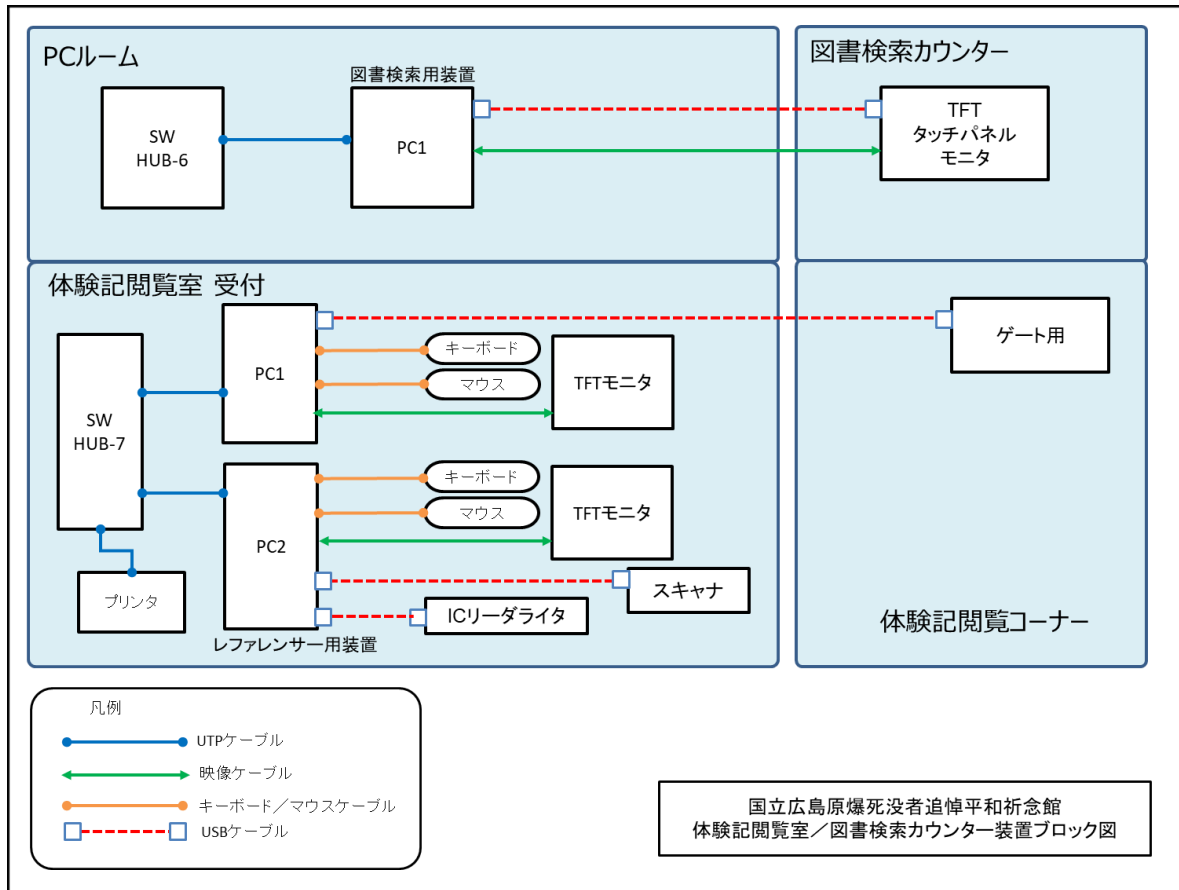 PCルーム
図書検索用装置
SW
HUB-6
PC1
図書検索カウンター
TFT
タッチパネル
モニタ
体験記閲覧室 受付
SW
HUB-7
PC1
キーボード
マウス
TFTモニタ
ゲート用
PC2
キーボード
マウス
TFTモニタ
スキャナ
ICリーダライタ
プリンタ
レファレンサー用装置
体験記閲覧コーナー
凡例
UTPケーブル
映像ケーブル
キーボード／マウスケーブル
USBケーブル
国立広島原爆死没者追悼平和祈念館
体験記閲覧室／図書検索カウンター装置ブロック図